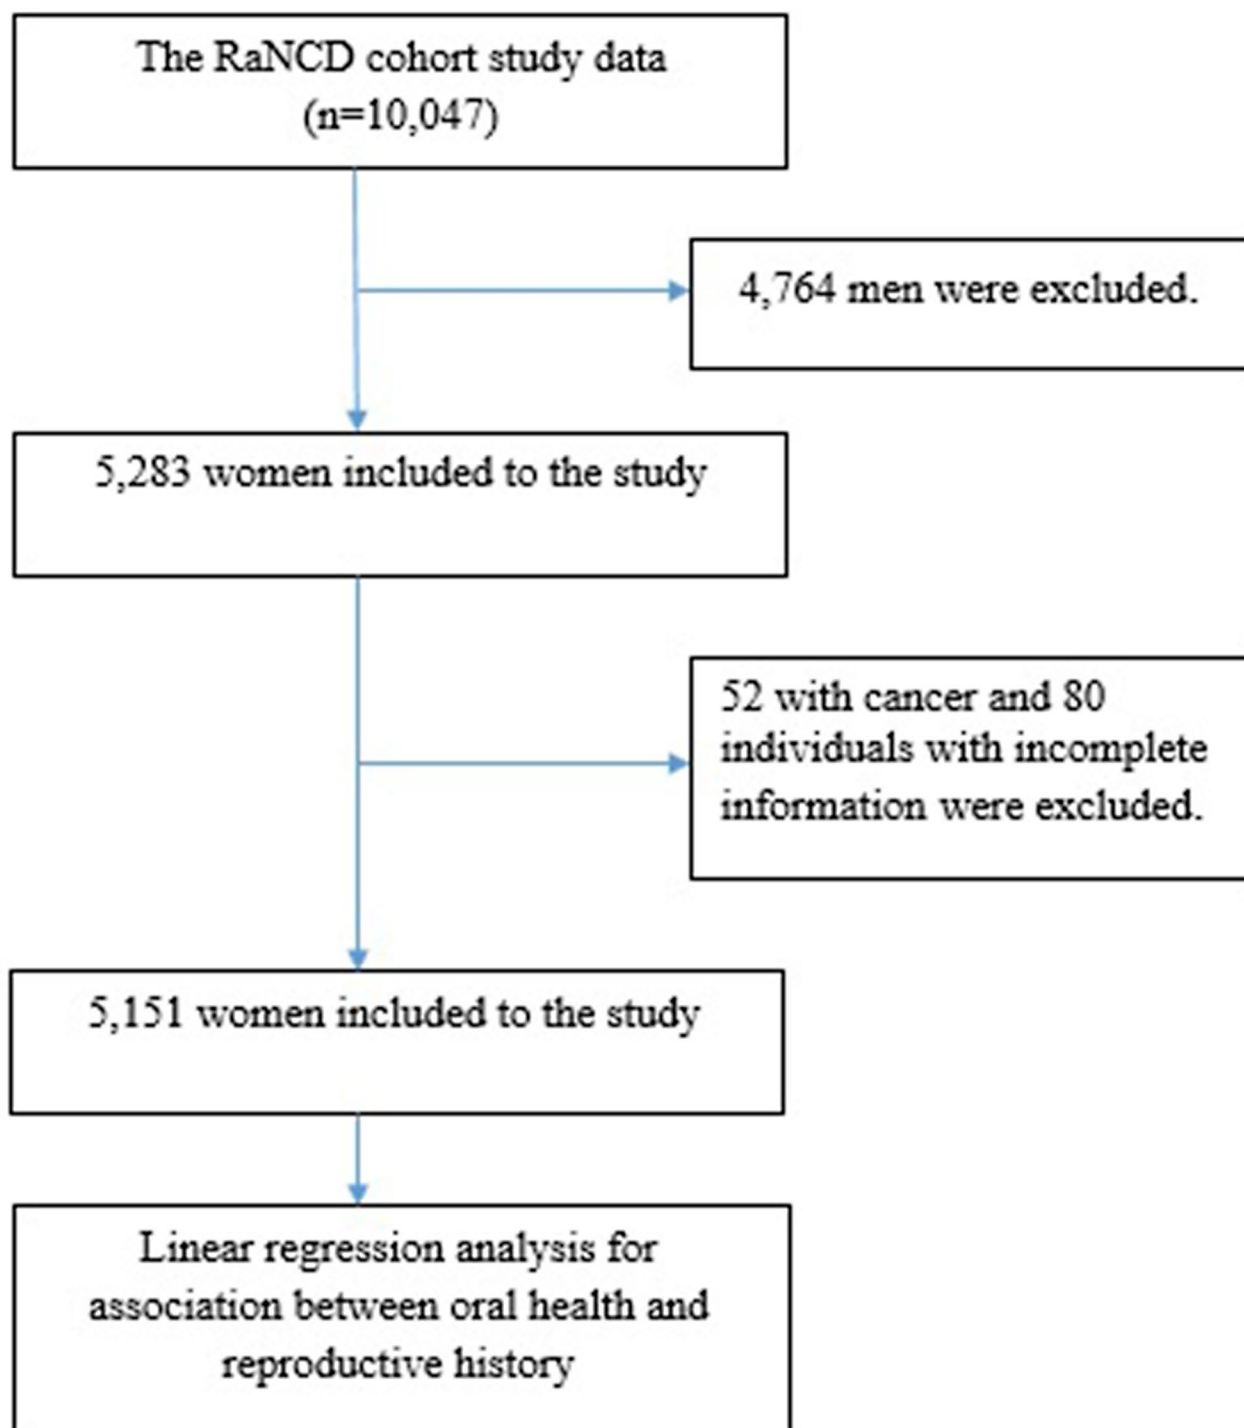 The RaNCD cohort study data
(n=10,047)
4,764 men were excluded.
5,283 women included to the study
52 with cancer and 80
individuals with incomplete
information were excluded.
5,151 women included to the study
Linear regression analysis for
association between oral health and
reproductive history